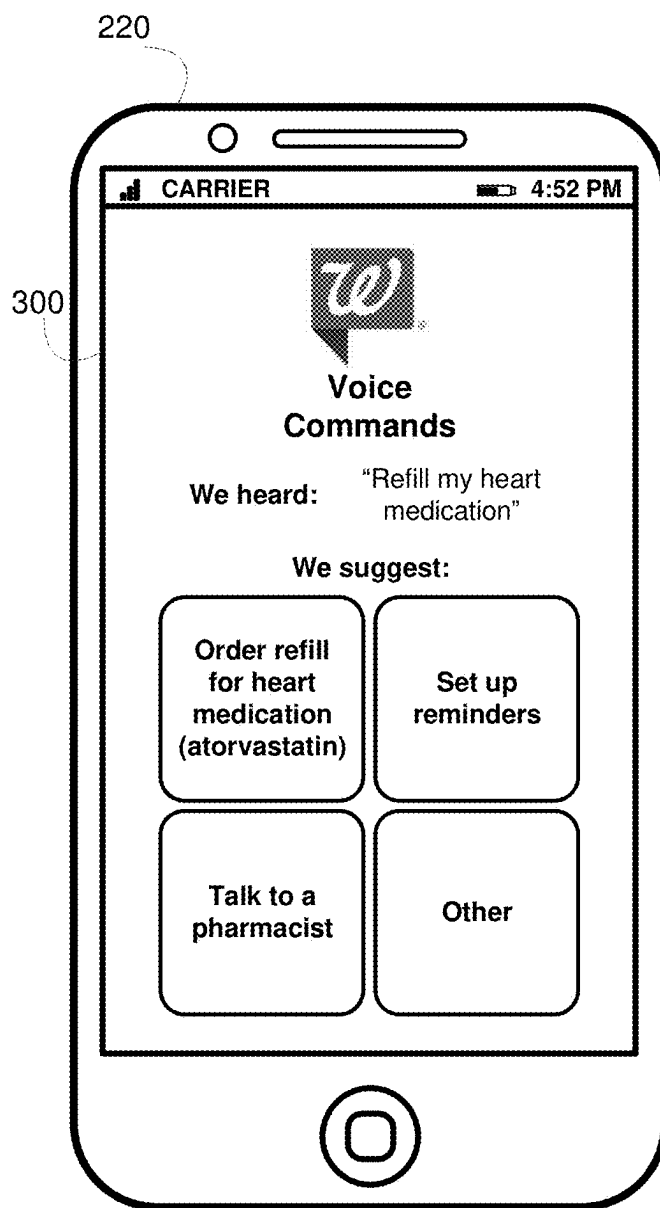 220
CARRIER 4:52 PM
300
W
®
Voice
Commands
We heard: “Refill my heart
medication”
We suggest:
Order refill
for heart
medication
(atorvastatin)
Set up
reminders
Talk to a
pharmacist
Other